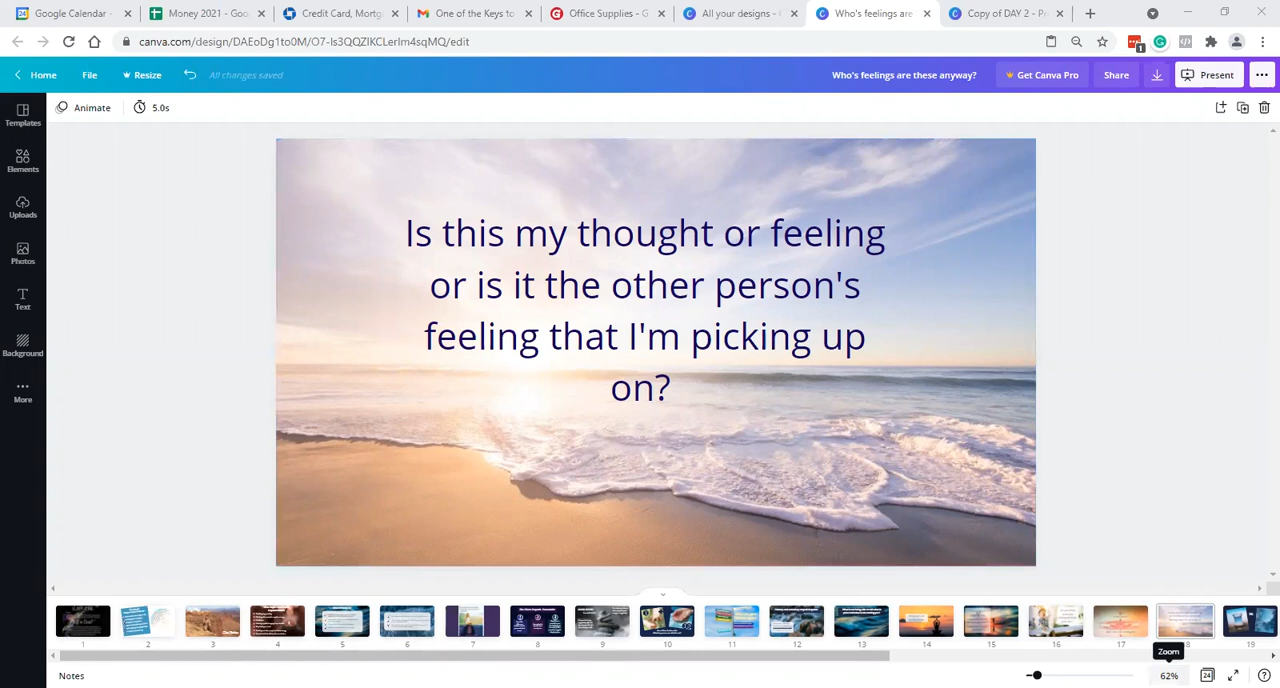 Google Calendar -
Money 2021 - Goo
Credit Card, Mortg
One of the Keys to
Office Supplies - G
All your designs -
Who's feelings are
Copy of DAY 2 - P
canva.com/design/DAEoDg1to0M/O7-Is3QQZIKCLerIm4sqMQ/edit
1
Home
File
Resize
All changes saved
Who's feelings are these anyway?
Get Canva Pro
Share
Present
Templates
Elements
Uploads
Photos
Text
Background
More
Animate
5.0s
Is this my thought or feeling
or is it the other person's
feeling that I'm picking up
on?
1 2 3 4 5 6 7 8 9 10 11 12 13 14 15 16 17 19
Zoom
Notes
62%
24